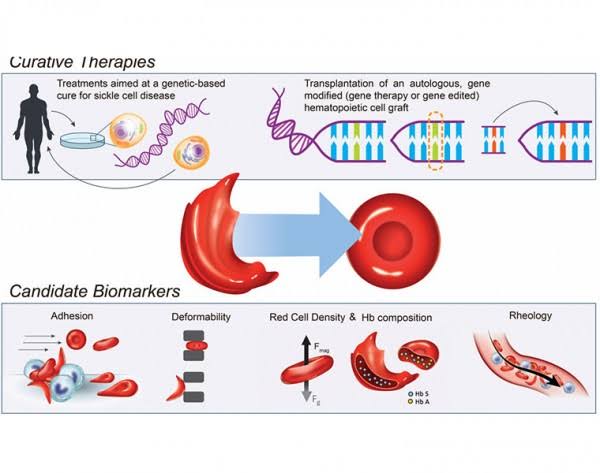 Curative Therapies
Treatments aimed at a genetic-based
cure for sickle cell disease
Transplantation of an autologous, gene
modified (gene therapy or gene edited)
hematopoietic cell graft
Candidate Biomarkers
Adhesion
Deformability
Red Cell Density & Hb composition
Rheology
Fmag
Fg
Hb S
Hb A